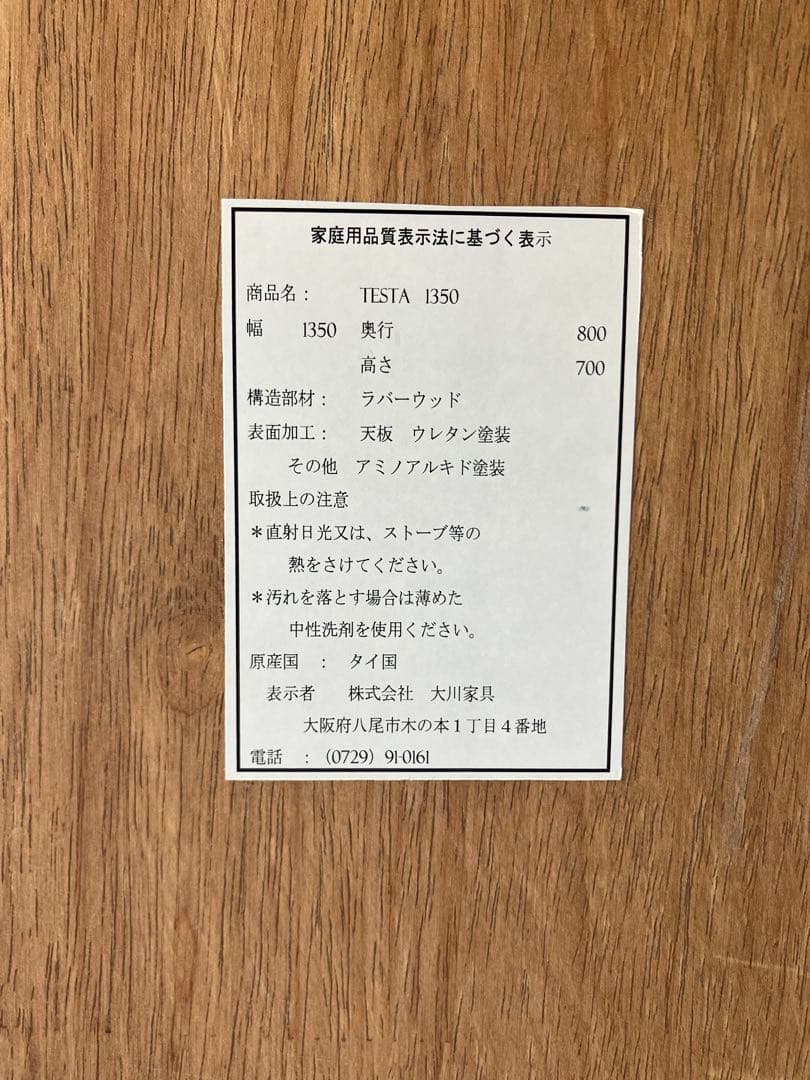 家庭用品質表示法に基づく表示
商品名： TESTA 1350
幅 1350 奥行 800
高さ 700
構造部材： ラバーウッド
表面加工： 天板 ウレタン塗装
その他 アミノアルキド塗装
取扱上の注意
＊直射日光又は、ストーブ等の
熱をさけてください。
＊汚れを落とす場合は薄めた
中性洗剤を使用ください。
原産国 ： タイ国
表示者 株式会社 大川家具
大阪府八尾市木の本１丁目４番地
電話 ：（0729）91-0161